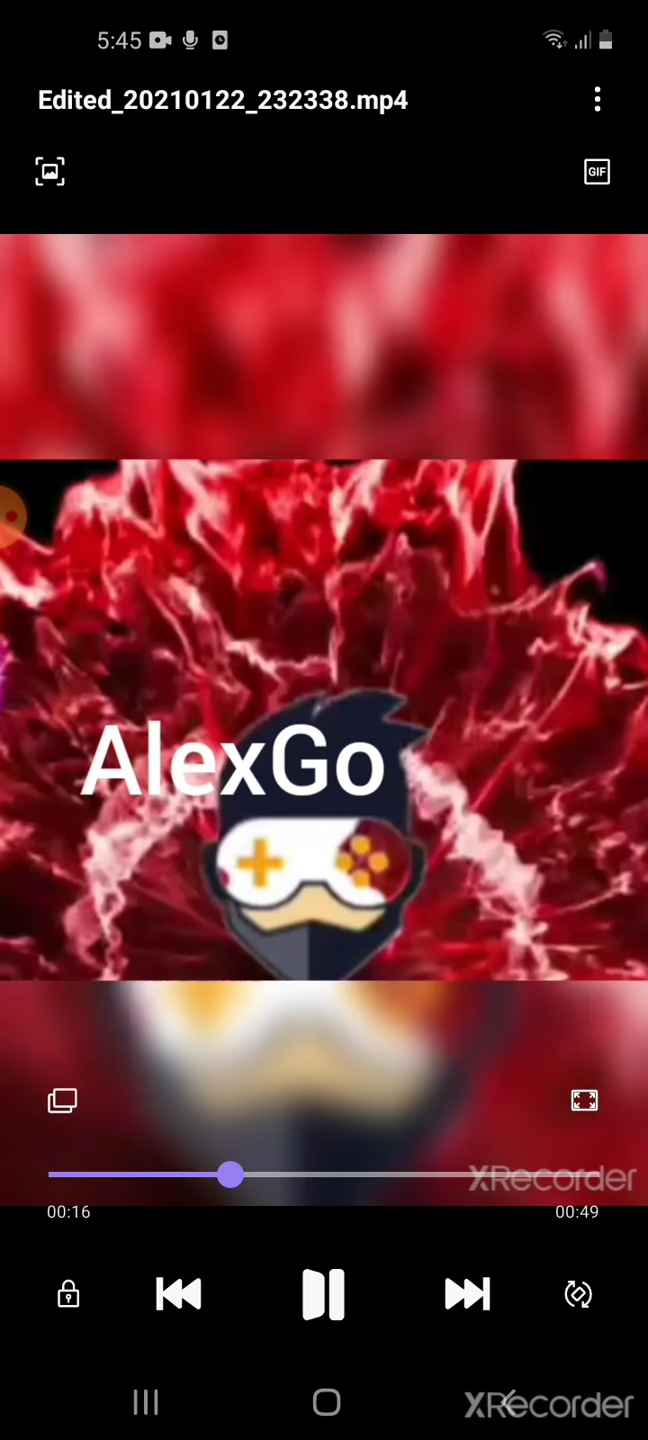 5:45
Edited_20210122_232338.mp4
GIF
AlexGo
XRecorder
00:16
00:49
XRecorder